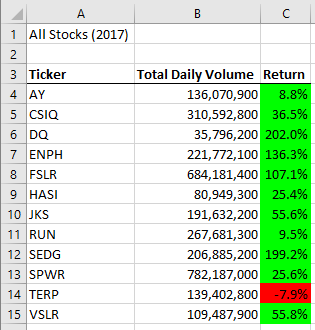 A B C
1 All Stocks (2017)
2
3 Ticker Total Daily Volume Return
4 AY 136,070,900 8.8%
5 CSIQ 310,592,800 36.5%
6 DQ 35,796,200 202.0%
7 ENPH 221,772,100 136.3%
8 FSLR 684,181,400 107.1%
9 HASI 80,949,300 25.4%
10 JKS 191,632,200 55.6%
11 RUN 267,681,300 9.5%
12 SEDG 206,885,200 199.2%
13 SPWR 782,187,000 25.6%
14 TERP 139,402,800 -7.9%
15 VSLR 109,487,900 55.8%